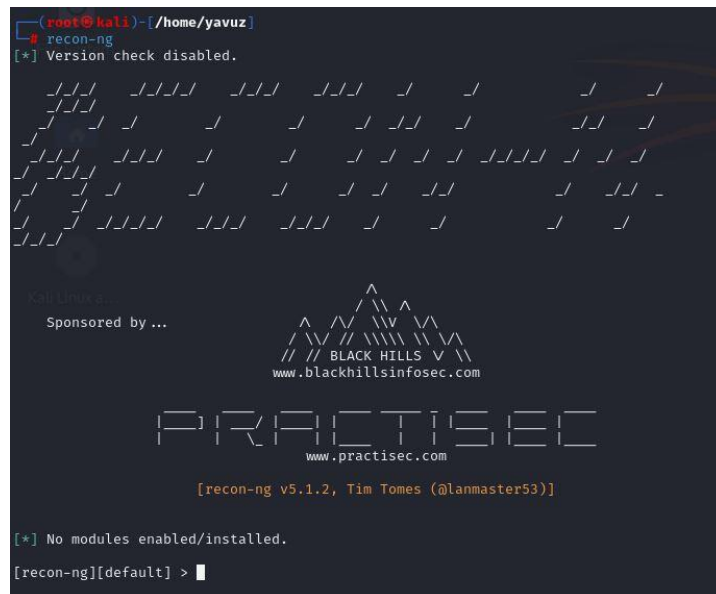 (root㉿kali)-[/home/yavuz]
# recon-ng
[*] Version check disabled.
Sponsored by ...
BLACK HILLS
www.blackhillsinfosec.com
PRACTISEC
www.practisec.com
[recon-ng v5.1.2, Tim Tomes (@lanmaster53)]
[*] No modules enabled/installed.
[recon-ng][default] >